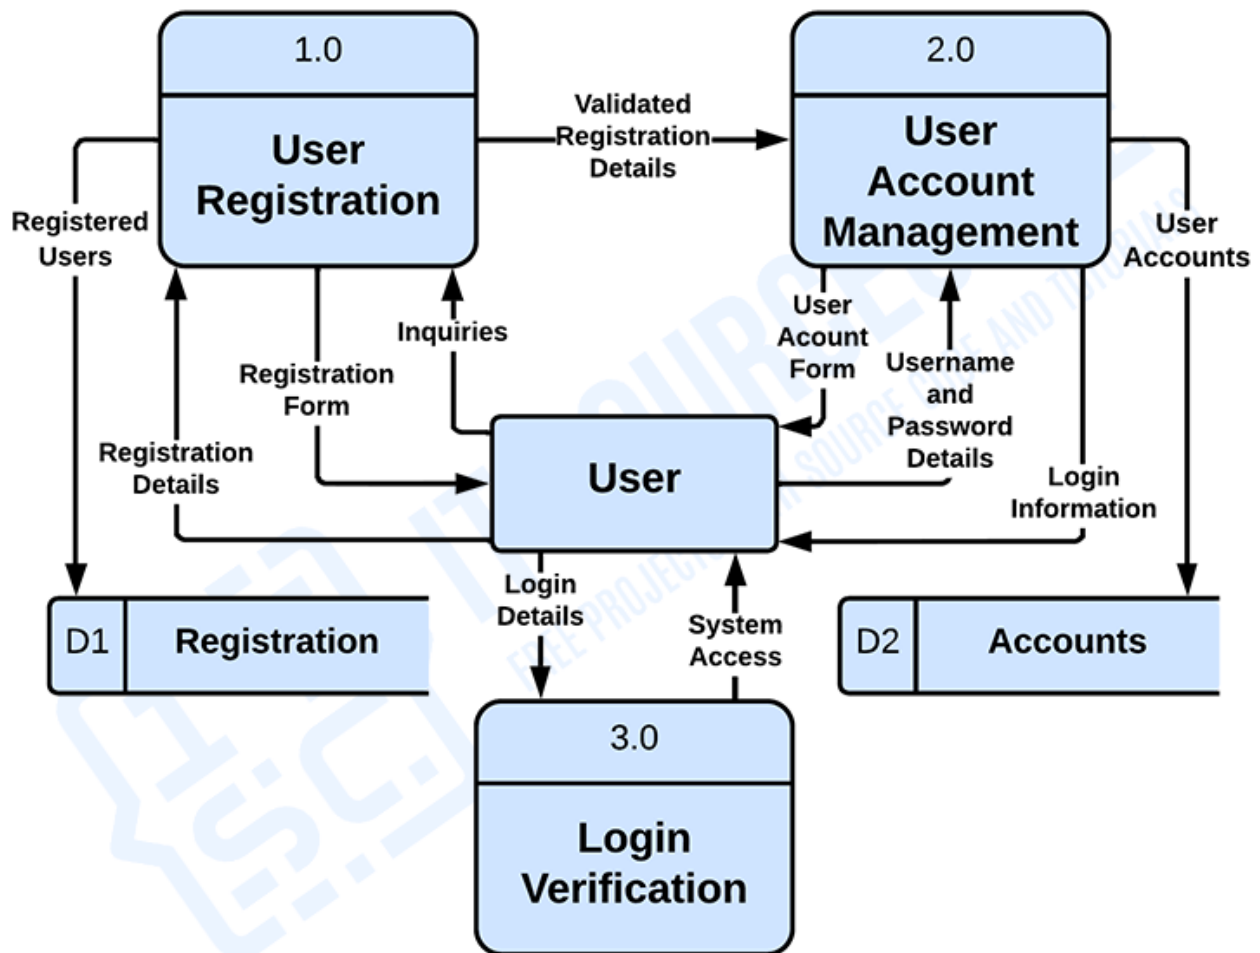 1.0
User
Registration
2.0
User
Account
Management
Validated
Registration
Details
Registered
Users
User
Accounts
Inquiries
Registration
Form
Registration
Details
User
Acount
Form
Username
and
Password
Details
Login
Information
User
Login
Details
System
Access
D1
Registration
D2
Accounts
3.0
Login
Verification